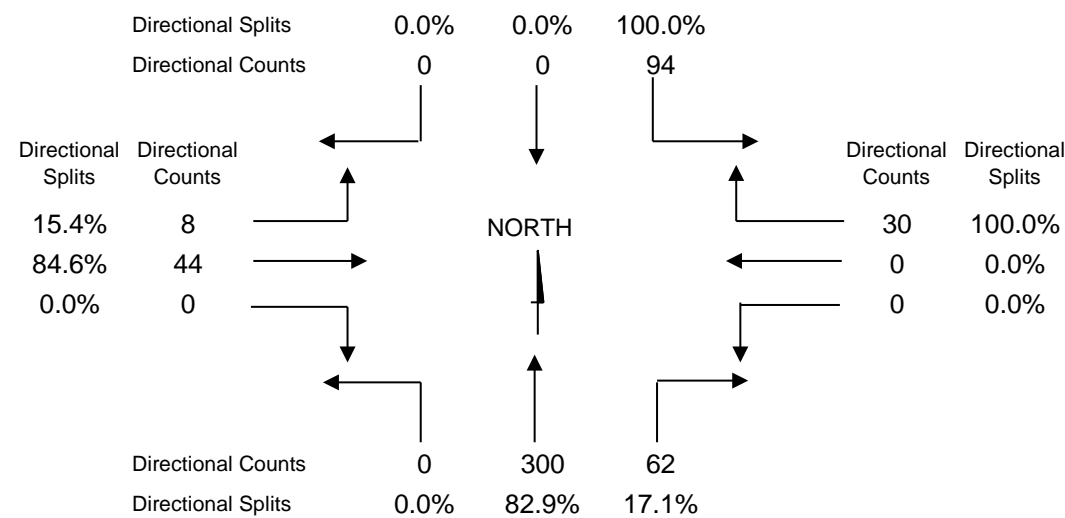 Directional Splits 0.0% 0.0% 100.0%
Directional Counts 0 0 94
Directional Directional Directional Directional
Splits Counts Counts Splits
15.4% 8 NORTH 30 100.0%
84.6% 44 0 0.0%
0.0% 0 0 0.0%
Directional Counts 0 300 62
Directional Splits 0.0% 82.9% 17.1%